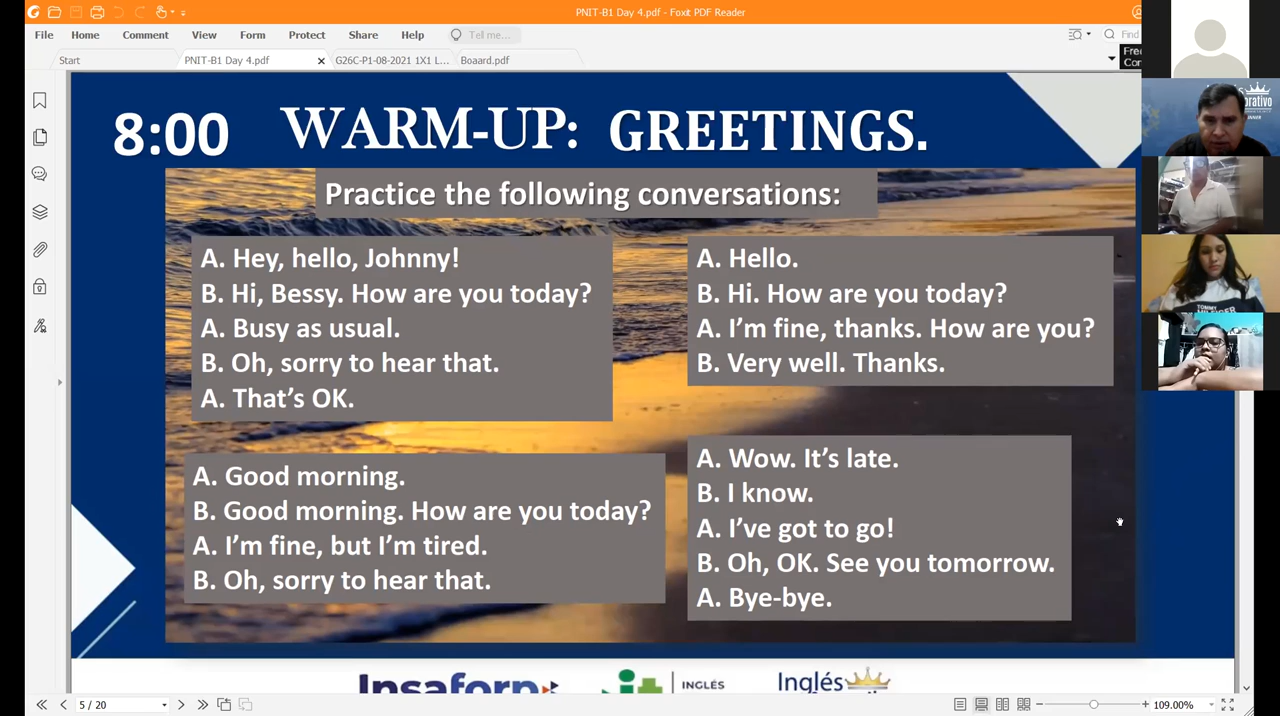 PNIT-B1 Day 4.pdf - Foxit PDF Reader
File Home Comment View Form Protect Share Help Tell me... Find
Start PNIT-B1 Day 4.pdf G26C-P1-08-2021 1X1 L... Boaard.pdf
8:00 WARM-UP: GREETINGS.
Practice the following conversations:
A. Hey, hello, Johnny!
B. Hi, Bessy. How are you today?
A. Busy as usual.
B. Oh, sorry to hear that.
A. That's OK.
A. Hello.
B. Hi. How are you today?
A. I'm fine, thanks. How are you?
B. Very well. Thanks.
A. Good morning.
B. Good morning. How are you today?
A. I'm fine, but I'm tired.
B. Oh, sorry to hear that.
A. Wow. It's late.
B. I know.
A. I've got to go!
B. Oh, OK. See you tomorrow.
A. Bye-bye.
Insaforp
INGLÉS
Inglés
5 / 20
109.00%